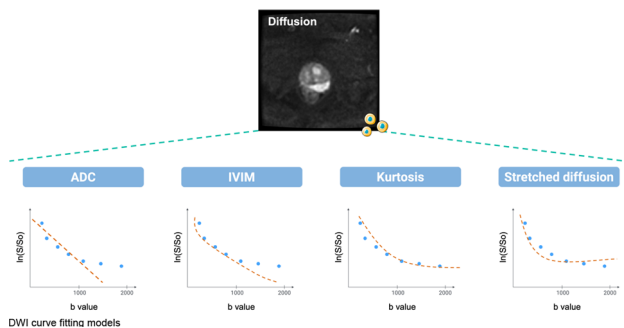 Diffusion
ADC
IVIM
Kurtosis
Stretched diffusion
ln(S/So)
1000
2000
b value
ln(S/So)
1000
2000
b value
ln(S/So)
1000
2000
b value
ln(S/So)
1000
2000
b value
DWI curve fitting models